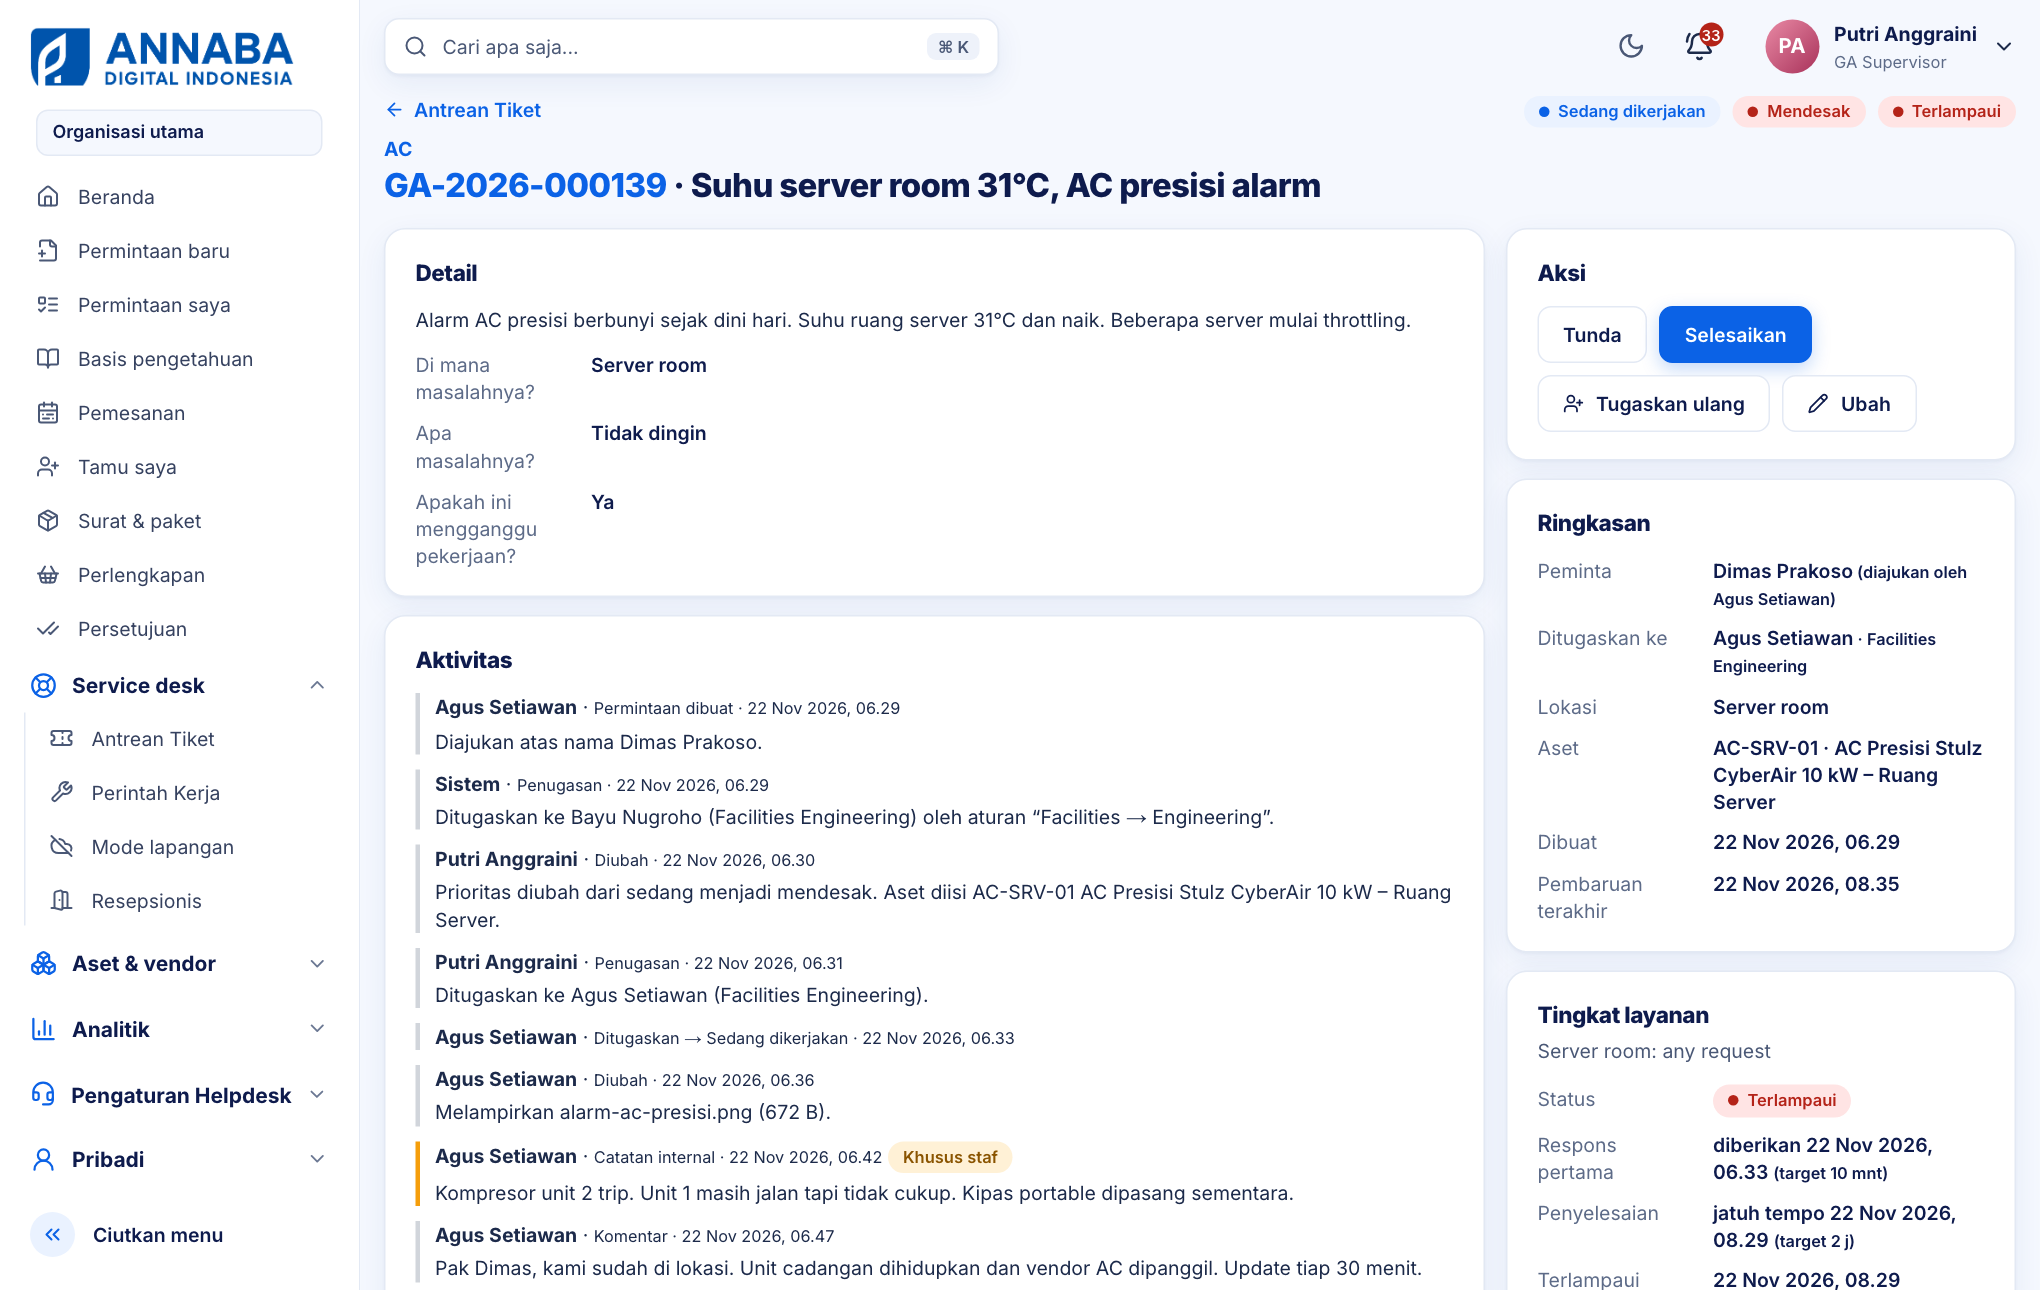 ANNABA
DIGITAL INDONESIA
Organisasi utama
Beranda
Permintaan baru
Permintaan saya
Basis pengetahuan
Pemesanan
Tamu saya
Surat & paket
Perlengkapan
Persetujuan
Service desk
Antrean Tiket
Perintah Kerja
Mode lapangan
Resepsionis
Aset & vendor
Analitik
Pengaturan Helpdesk
Pribadi
Ciutkan menu
Cari apa saja...
⌘ K
33
PA
Putri Anggraini
GA Supervisor
← Antrean Tiket
Sedang dikerjakan
Mendesak
Terlampaui
AC
GA-2026-000139 · Suhu server room 31°C, AC presisi alarm
Detail
Alarm AC presisi berbunyi sejak dini hari. Suhu ruang server 31°C dan naik. Beberapa server mulai throttling.
Di mana
masalahnya?
Server room
Apa
masalahnya?
Tidak dingin
Apakah ini
mengganggu
pekerjaan?
Ya
Aktivitas
Agus Setiawan · Permintaan dibuat · 22 Nov 2026, 06.29
Diajukan atas nama Dimas Prakoso.
Sistem · Penugasan · 22 Nov 2026, 06.29
Ditugaskan ke Bayu Nugroho (Facilities Engineering) oleh aturan “Facilities → Engineering”.
Putri Anggraini · Diubah · 22 Nov 2026, 06.30
Prioritas diubah dari sedang menjadi mendesak. Aset diisi AC-SRV-01 AC Presisi Stulz CyberAir 10 kW – Ruang
Server.
Putri Anggraini · Penugasan · 22 Nov 2026, 06.31
Ditugaskan ke Agus Setiawan (Facilities Engineering).
Agus Setiawan · Ditugaskan → Sedang dikerjakan · 22 Nov 2026, 06.33
Agus Setiawan · Diubah · 22 Nov 2026, 06.36
Melampirkan alarm-ac-presisi.png (672 B).
Agus Setiawan · Catatan internal · 22 Nov 2026, 06.42 Khusus staf
Kompresor unit 2 trip. Unit 1 masih jalan tapi tidak cukup. Kipas portable dipasang sementara.
Agus Setiawan · Komentar · 22 Nov 2026, 06.47
Pak Dimas, kami sudah di lokasi. Unit cadangan dihidupkan dan vendor AC dipanggil. Update tiap 30 menit.
Aksi
Tunda
Selesaikan
Tugaskan ulang
Ubah
Ringkasan
Peminta
Dimas Prakoso (diajukan oleh
Agus Setiawan)
Ditugaskan ke
Agus Setiawan · Facilities
Engineering
Lokasi
Server room
Aset
AC-SRV-01 · AC Presisi Stulz
CyberAir 10 kW – Ruang
Server
Dibuat
22 Nov 2026, 06.29
Pembaruan
terakhir
22 Nov 2026, 08.35
Tingkat layanan
Server room: any request
Status
Terlampaui
Respons
pertama
diberikan 22 Nov 2026,
06.33 (target 10 mnt)
Penyelesaian
jatuh tempo 22 Nov 2026,
08.29 (target 2 j)
Terlampaui
22 Nov 2026, 08.29